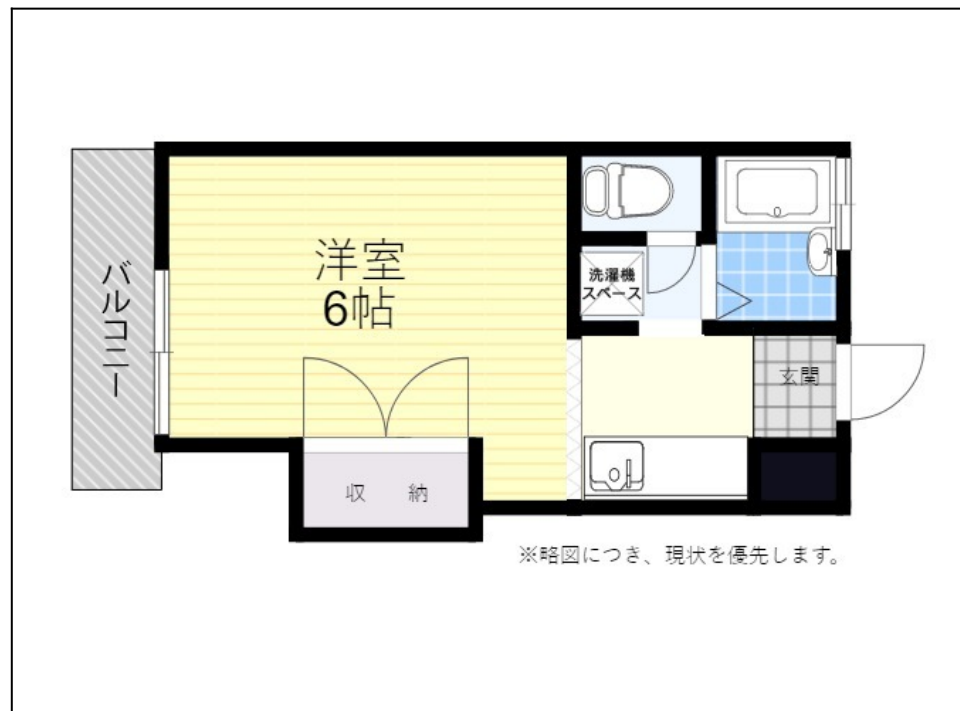 バルコニー
洋室
6帖
洗濯機
スペース
玄関
収 納
※略図につき、現状を優先します。